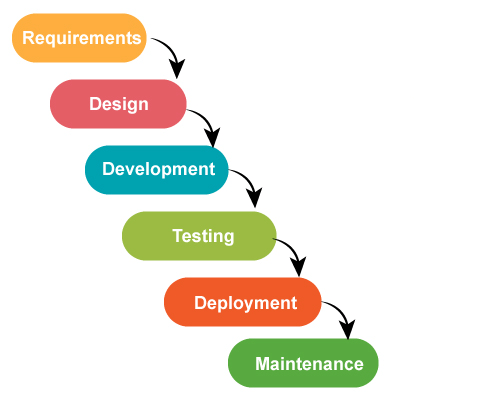 Requirements
Design
Development
Testing
Deployment
Maintenance